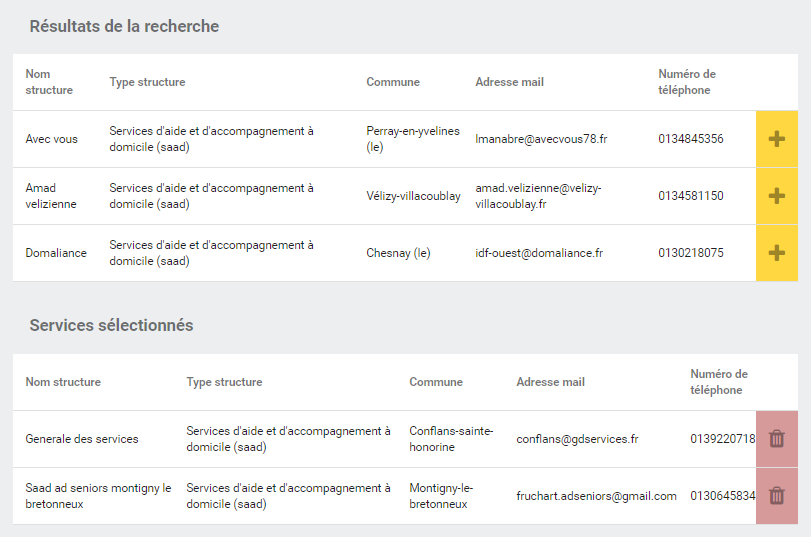 Résultats de la recherche
Nom
structure
Type structure
Commune
Adresse mail
Numéro de
téléphone
Avec vous
Services d'aide et d'accompagnement à
domicile (saad)
Perray-en-yvelines
(le)
lmanabre@avecvous78.fr
0134845356
Amad
velizienne
Services d'aide et d'accompagnement à
domicile (saad)
Vélizy-villacoublay
amad.velizienne@velizy-
villacoublay.fr
0134581150
Domaliance
Services d'aide et d'accompagnement à
domicile (saad)
Chesnay (le)
idf-ouest@domaliance.fr
0130218075
Services sélectionnés
Nom structure
Type structure
Commune
Adresse mail
Numéro de
téléphone
Generale des services
Services d'aide et d'accompagnement à
domicile (saad)
Conflans-sainte-
honorine
conflans@gdservices.fr
0139220718
Saad ad seniors montigny le
bretonneux
Services d'aide et d'accompagnement à
domicile (saad)
Montigny-le-
bretonneux
fruchart.adseniors@gmail.com
0130645834